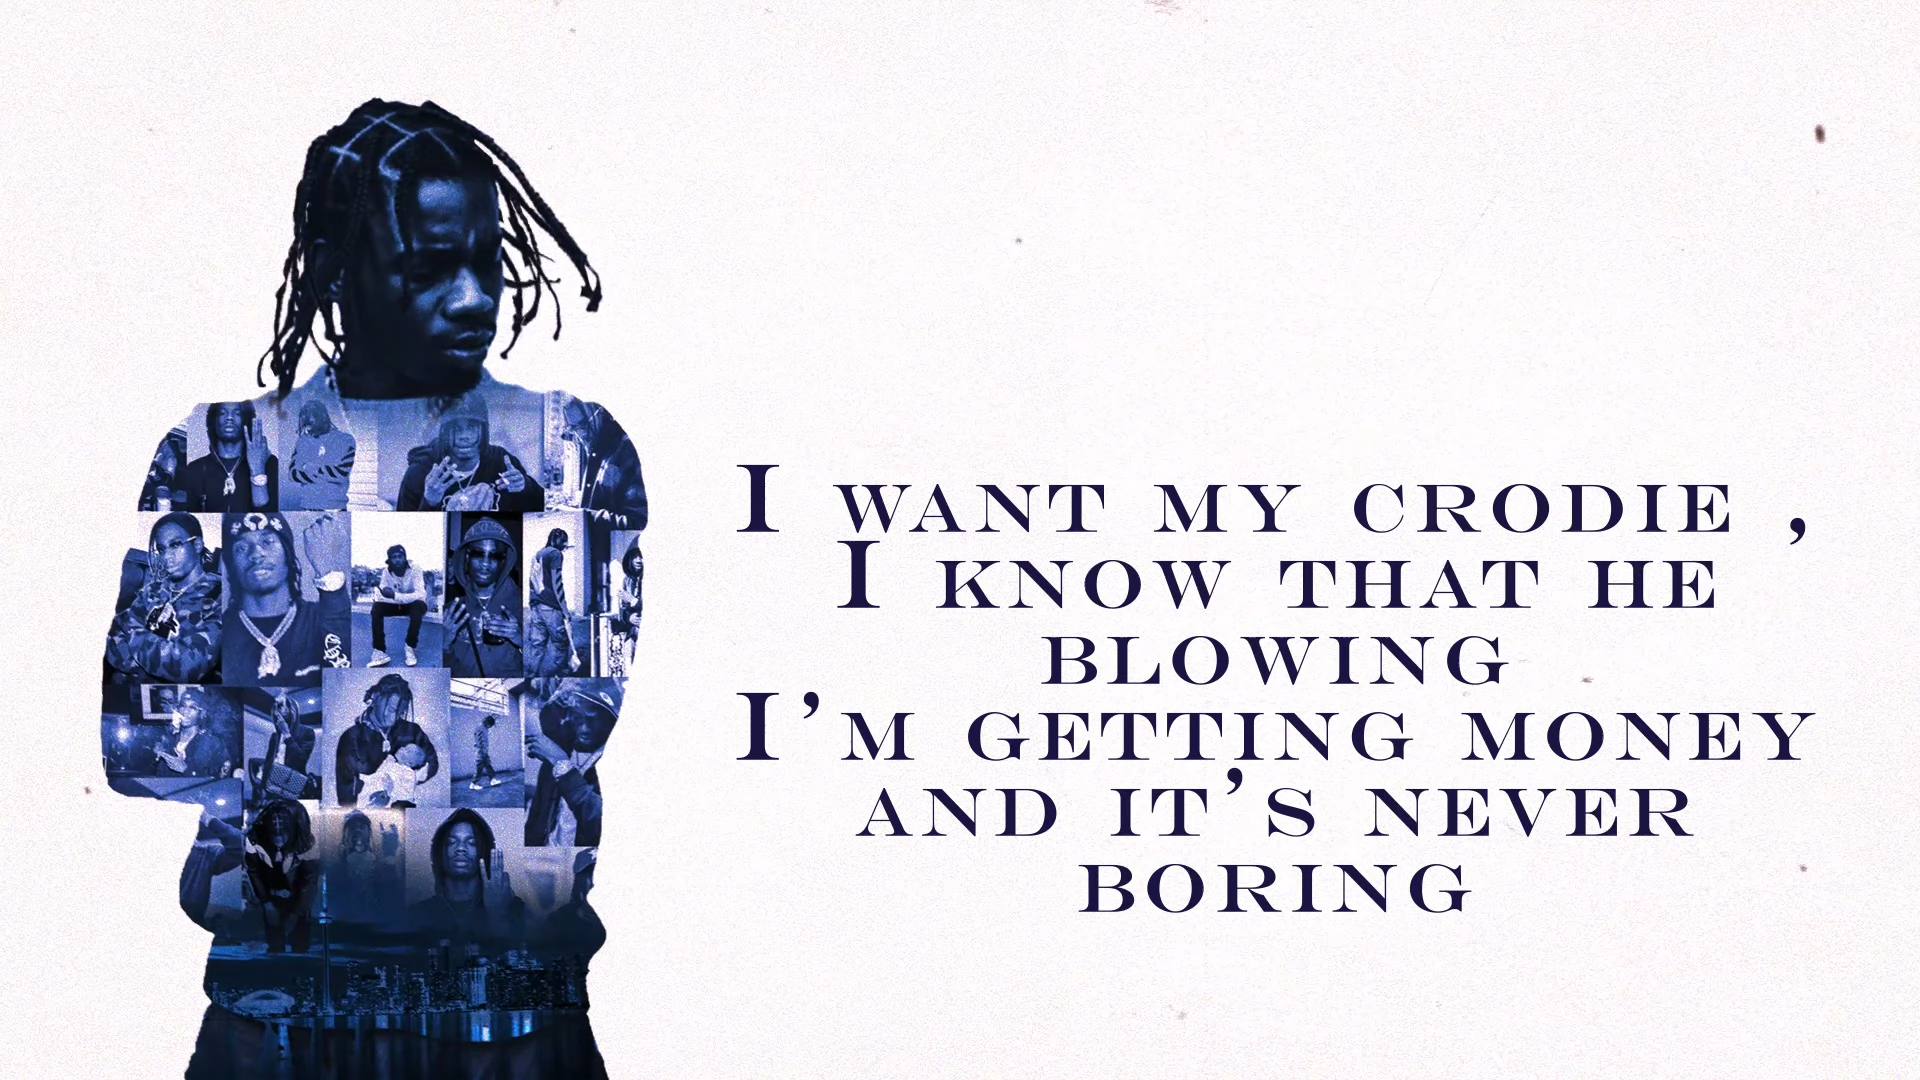 I WANT MY CRODIE ,
I KNOW THAT HE
BLOWING
I'M GETTING MONEY
AND IT'S NEVER
BORING